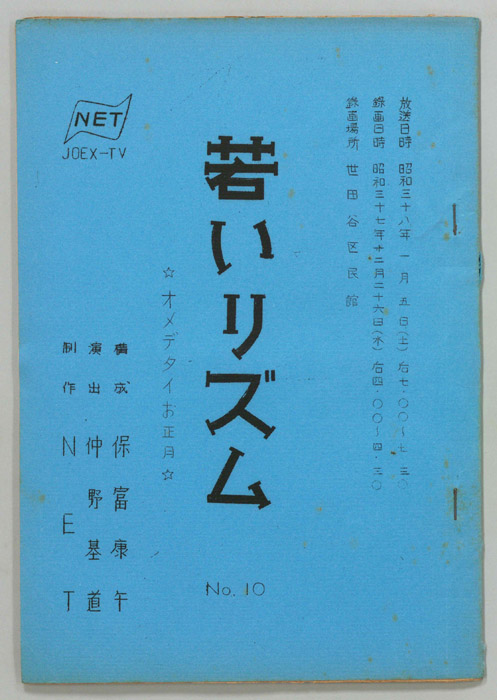 放送日時 昭和三十八年一月五日(土)后七・〇〇〜七・三〇
録画日時 昭和三十七年十二月二十六日(木)后四・〇〇〜四・三〇
録画場所 世田谷区民館
若いリズム
☆オメデタイお正月☆
No. 10
NET
JOEX-TV
構成 保富康午
演出 仲野基道
制作 NET